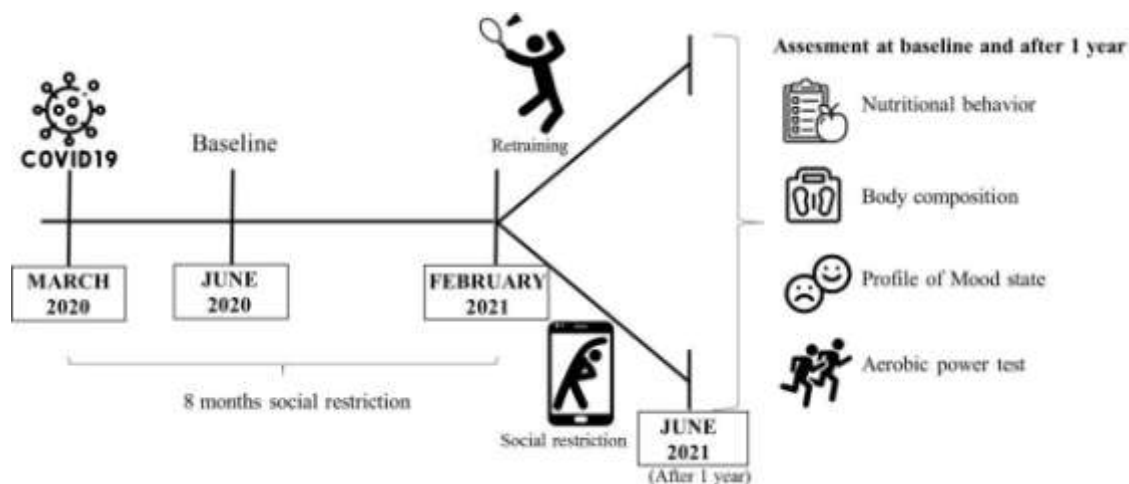 Assesment at baseline and after 1 year
Nutritional behavior
Body composition
Profile of Mood state
Aerobic power test
COVID19
Baseline
Retraining
MARCH
2020
JUNE
2020
FEBRUARY
2021
8 months social restriction
Social restriction
JUNE
2021
(After 1 year)